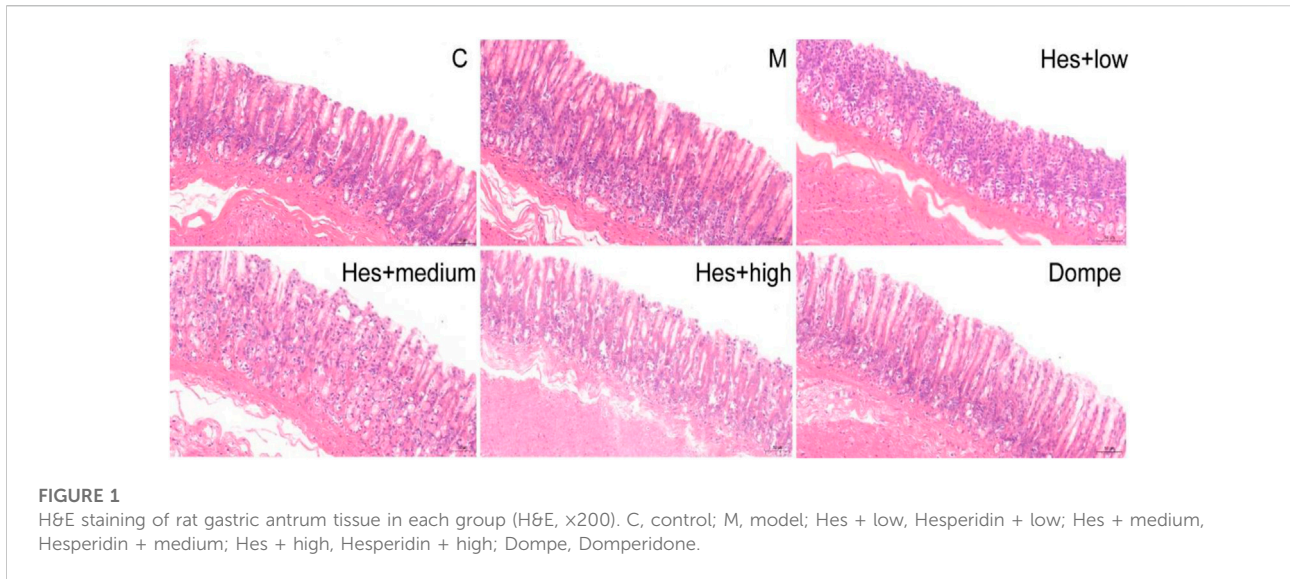 C
M
Hes+low
Hes+medium
Hes+high
Dompe
FIGURE 1
H&E staining of rat gastric antrum tissue in each group (H&E, ×200). C, control; M, model; Hes + low, Hesperidin + low; Hes + medium,
Hesperidin + medium; Hes + high, Hesperidin + high; Dompe, Domperidone.